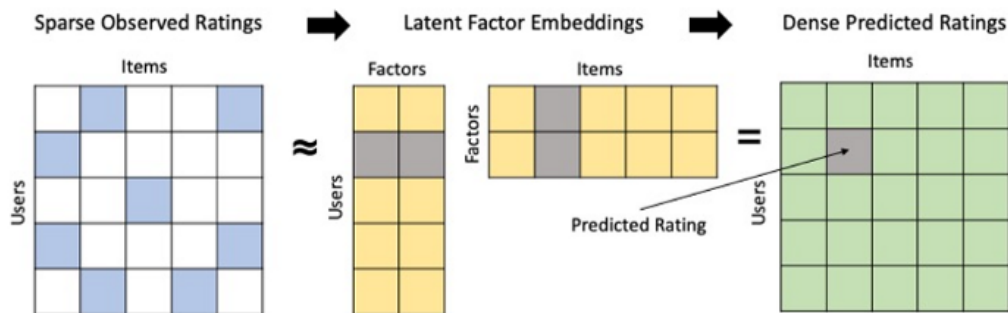 Sparse Observed Ratings
Latent Factor Embeddings
Dense Predicted Ratings
Items
Users
≈
Factors
Users
Items
Factors
=
Items
Users
Predicted Rating